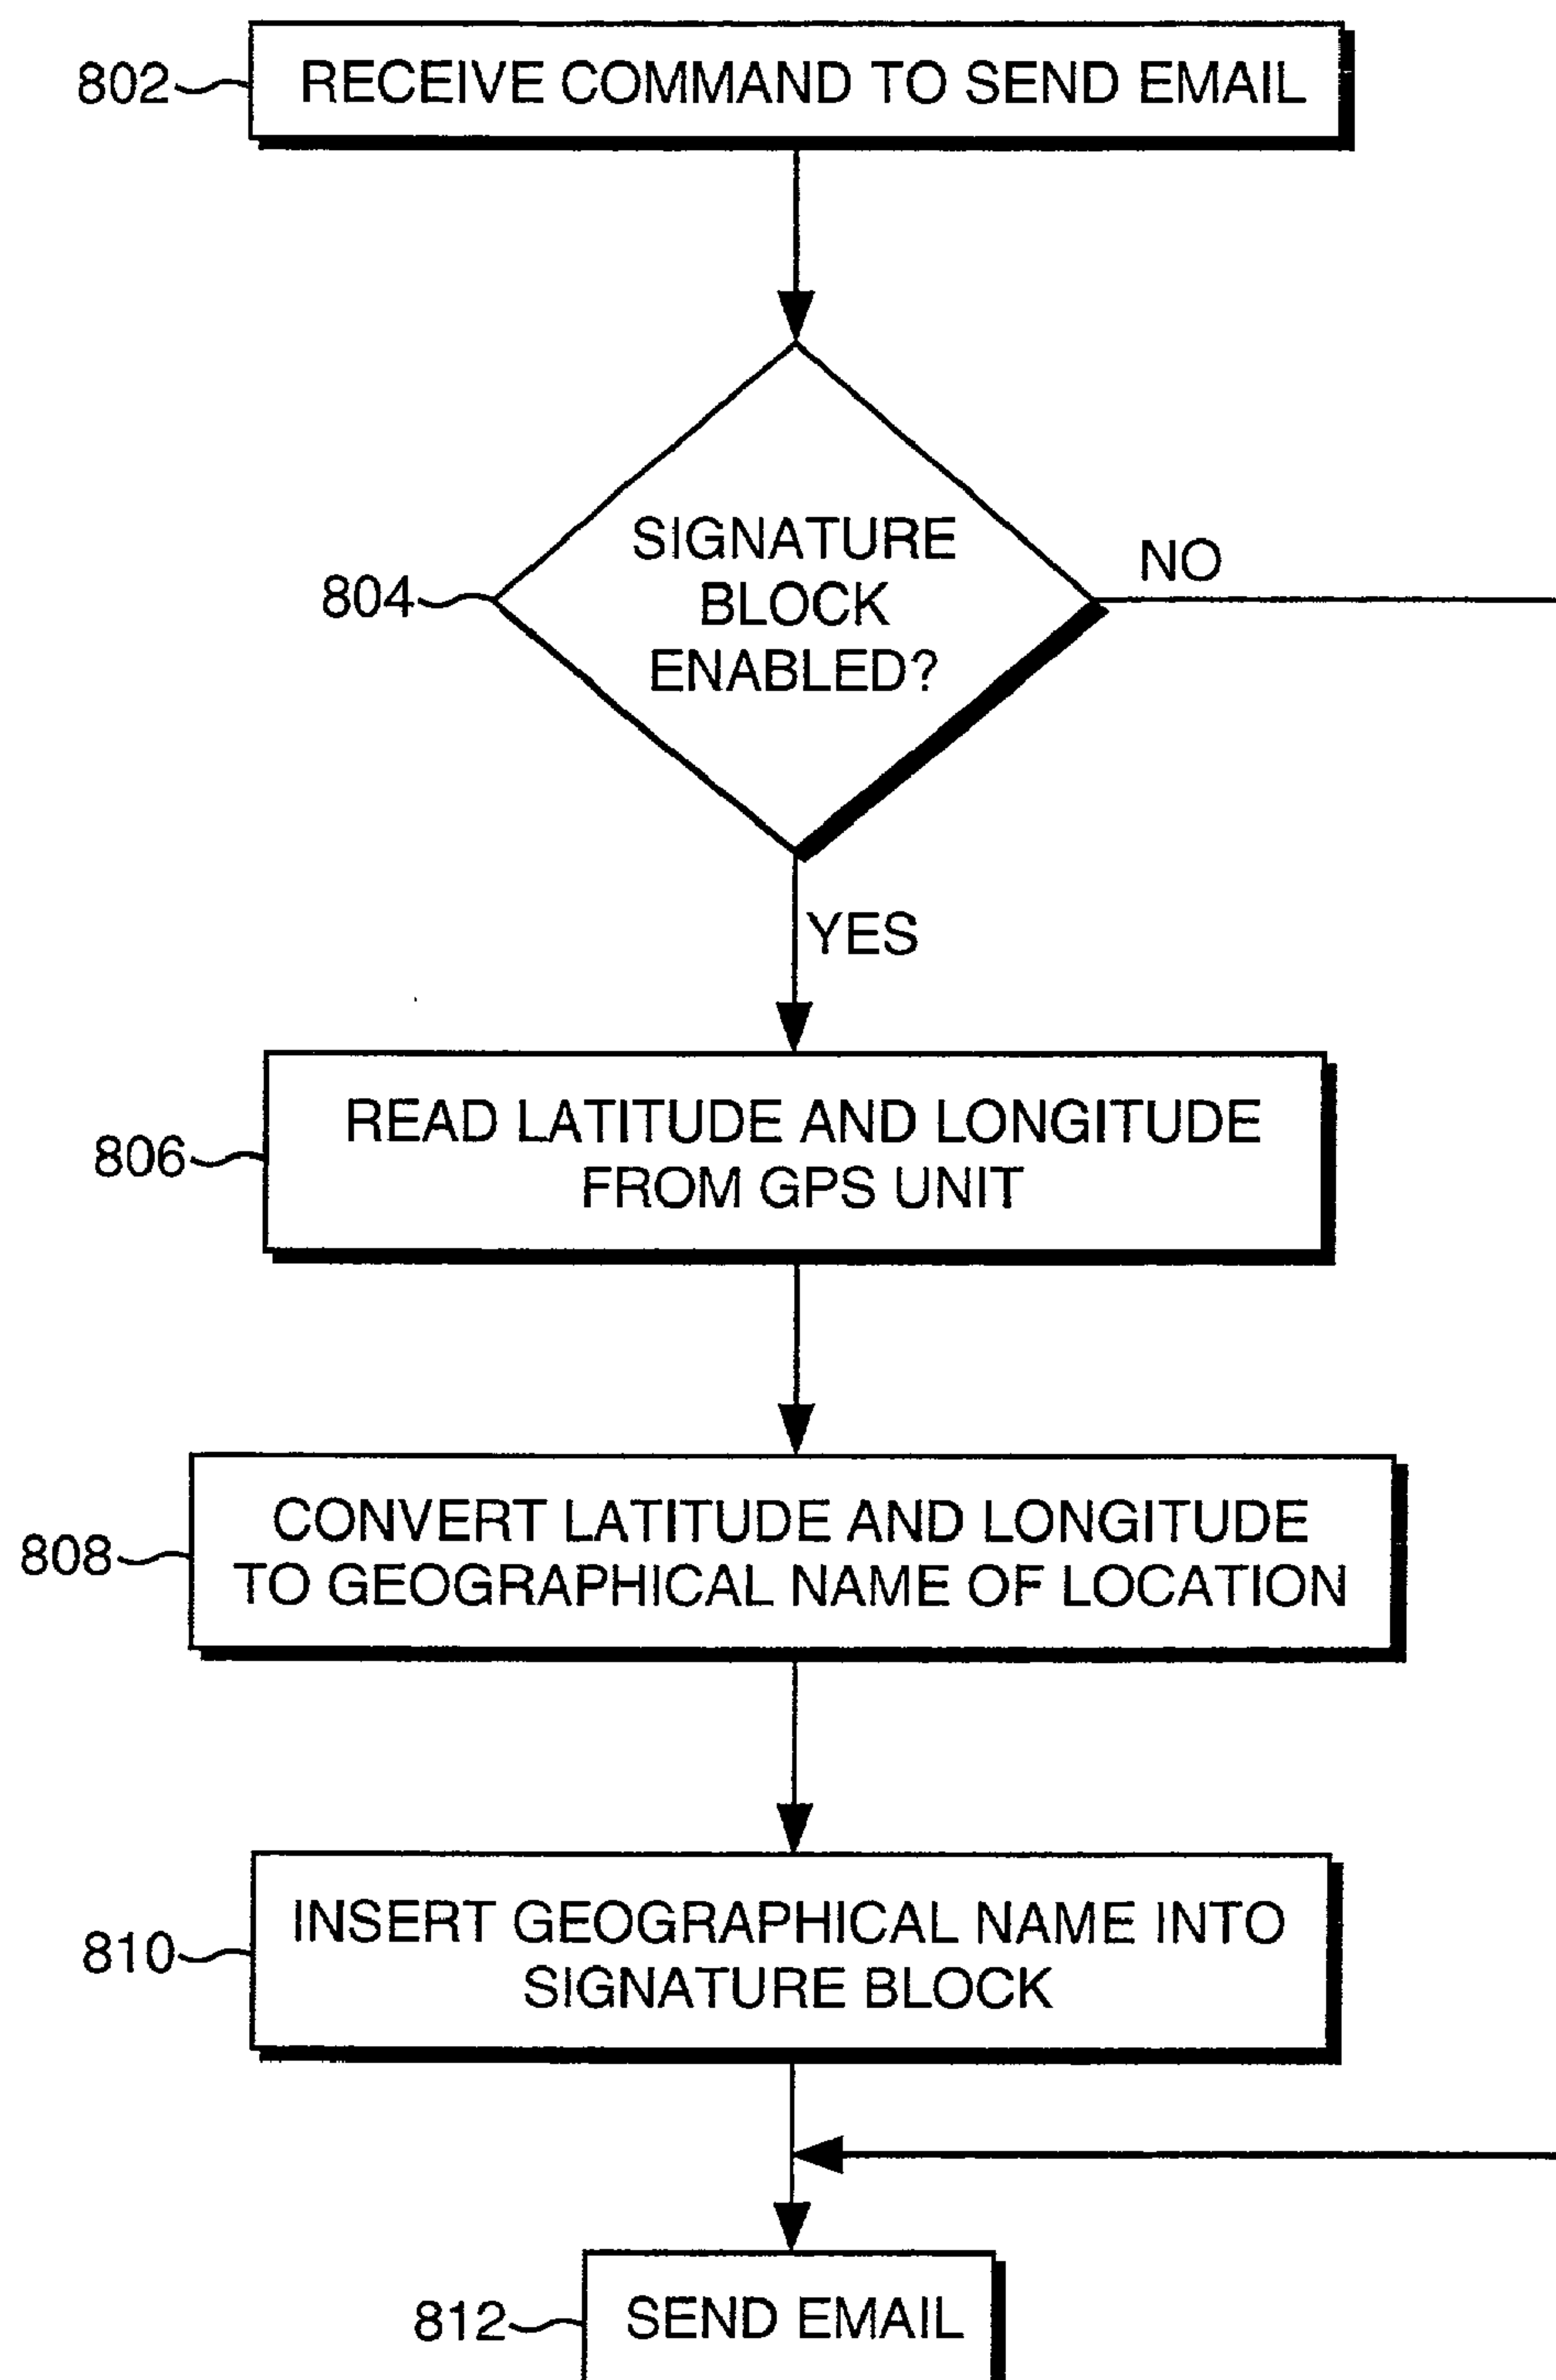 802
RECEIVE COMMAND TO SEND EMAIL
804
SIGNATURE
BLOCK
ENABLED?
NO
YES
806
READ LATITUDE AND LONGITUDE
FROM GPS UNIT
808
CONVERT LATITUDE AND LONGITUDE
TO GEOGRAPHICAL NAME OF LOCATION
810
INSERT GEOGRAPHICAL NAME INTO
SIGNATURE BLOCK
812
SEND EMAIL